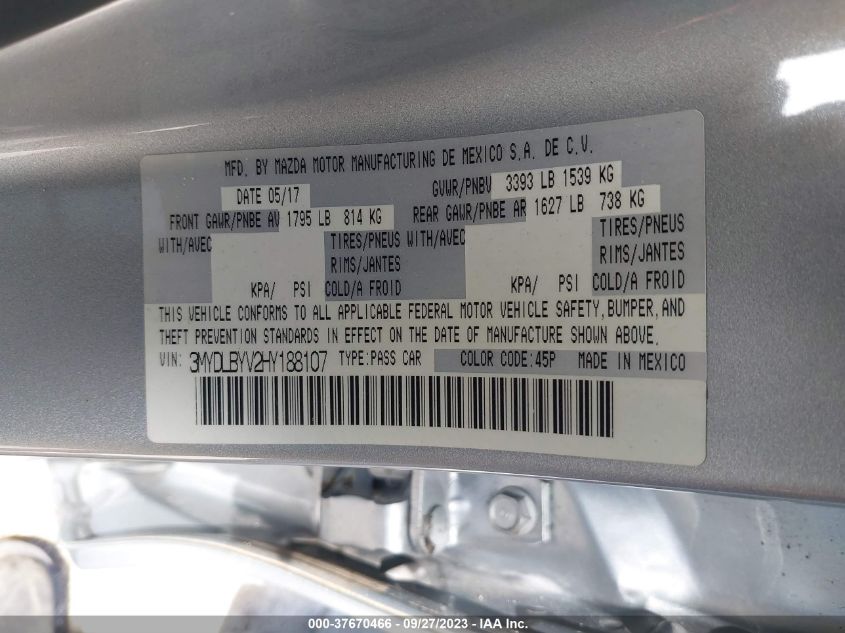 MFD. BY MAZDA MOTOR MANUFACTURING DE MEXICO S.A. DE C.V.
DATE 05/17 GVWR/PNBV 3393 LB 1539 KG
FRONT GAWR/PNBE AV 1795 LB 814 KG REAR GAWR/PNBE AR 1627 LB 738 KG
WITH/AVEC TIRES/PNEUS WITH/AVEC TIRES/PNEUS
RIMS/JANTES RIMS/JANTES
KPA/ PSI COLD/A FROID KPA/ PSI COLD/A FROID
THIS VEHICLE CONFORMS TO ALL APPLICABLE FEDERAL MOTOR VEHICLE SAFETY, BUMPER, AND
THEFT PREVENTION STANDARDS IN EFFECT ON THE DATE OF MANUFACTURE SHOWN ABOVE.
VIN: 3MYDLBYV2HY188107 TYPE:PASS CAR COLOR CODE:45P MADE IN MEXICO
000-37670466 - 09/27/2023 - IAA Inc.